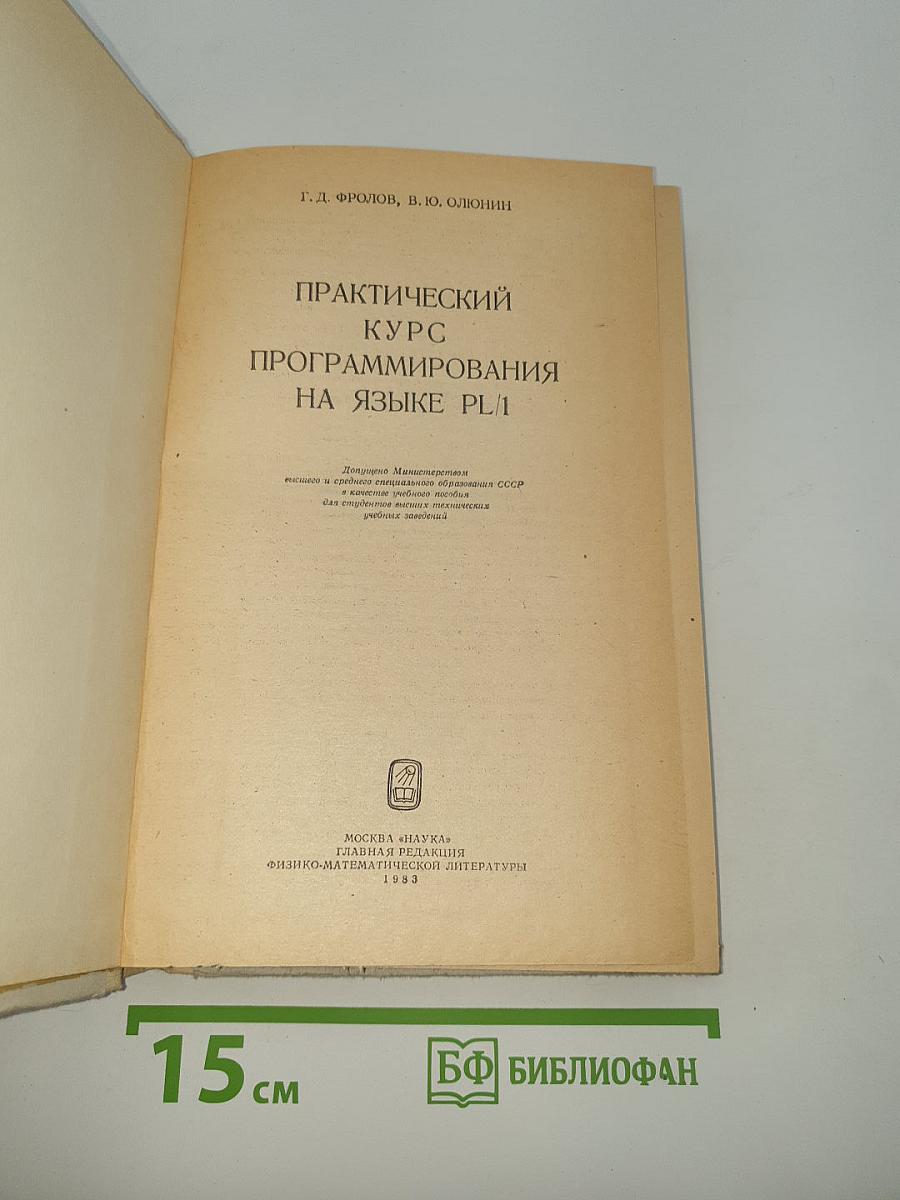 Г. Д. ФРОЛОВ, В. Ю. ОЛЮНИН
ПРАКТИЧЕСКИЙ
КУРС
ПРОГРАММИРОВАНИЯ
НА ЯЗЫКЕ PL/1
Допущено Министерством
высшего и среднего специального образования СССР
в качестве учебного пособия
для студентов высших технических
учебных заведений
МОСКВА «НАУКА»
ГЛАВНАЯ РЕДАКЦИЯ
ФИЗИКО-МАТЕМАТИЧЕСКОЙ ЛИТЕРАТУРЫ
1983
15 см
БФ БИБЛИОФАН